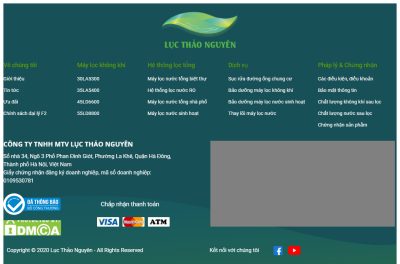 LỤC THẢO NGUYÊN
Về chúng tôi
Giới thiệu
Tin tức
Ưu đãi
Chính sách đại lý F2
Máy lọc không khí
30LAS300
35LAS400
45LD6600
55LD8800
Hệ thống lọc tổng
Máy lọc nước tổng biệt thự
Hệ thống lọc nước RO
Máy lọc nước tổng nhà phố
Máy lọc nước sinh hoạt
Dịch vụ
Sục rửa đường ống chung cư
Bảo dưỡng máy lọc không khí
Bảo dưỡng máy lọc nước sinh hoạt
Thay lõi máy lọc nước
Pháp lý & Chứng nhận
Các điều kiện, điều khoản
Bảo mật thông tin
Chất lượng không khí sau lọc
Chất lượng nước sau lọc
Chứng nhận sản phẩm
CÔNG TY TNHH MTV LỤC THẢO NGUYÊN
Số nhà 34, Ngõ 3 Phố Phan Đình Giót, Phường La Khê, Quận Hà Đông,
Thành phố Hà Nội, Việt Nam
Giấy chứng nhận đăng ký doanh nghiệp, mã số doanh nghiệp:
0109530781
ĐÃ THÔNG BÁO
BỘ CÔNG THƯƠNG
PROTECTED BY
DMCA
Chấp nhận thanh toán
VISA
ATM
Copyright © 2020 Lục Thảo Nguyên - All Rights Reserved
Kết nối với chúng tôi